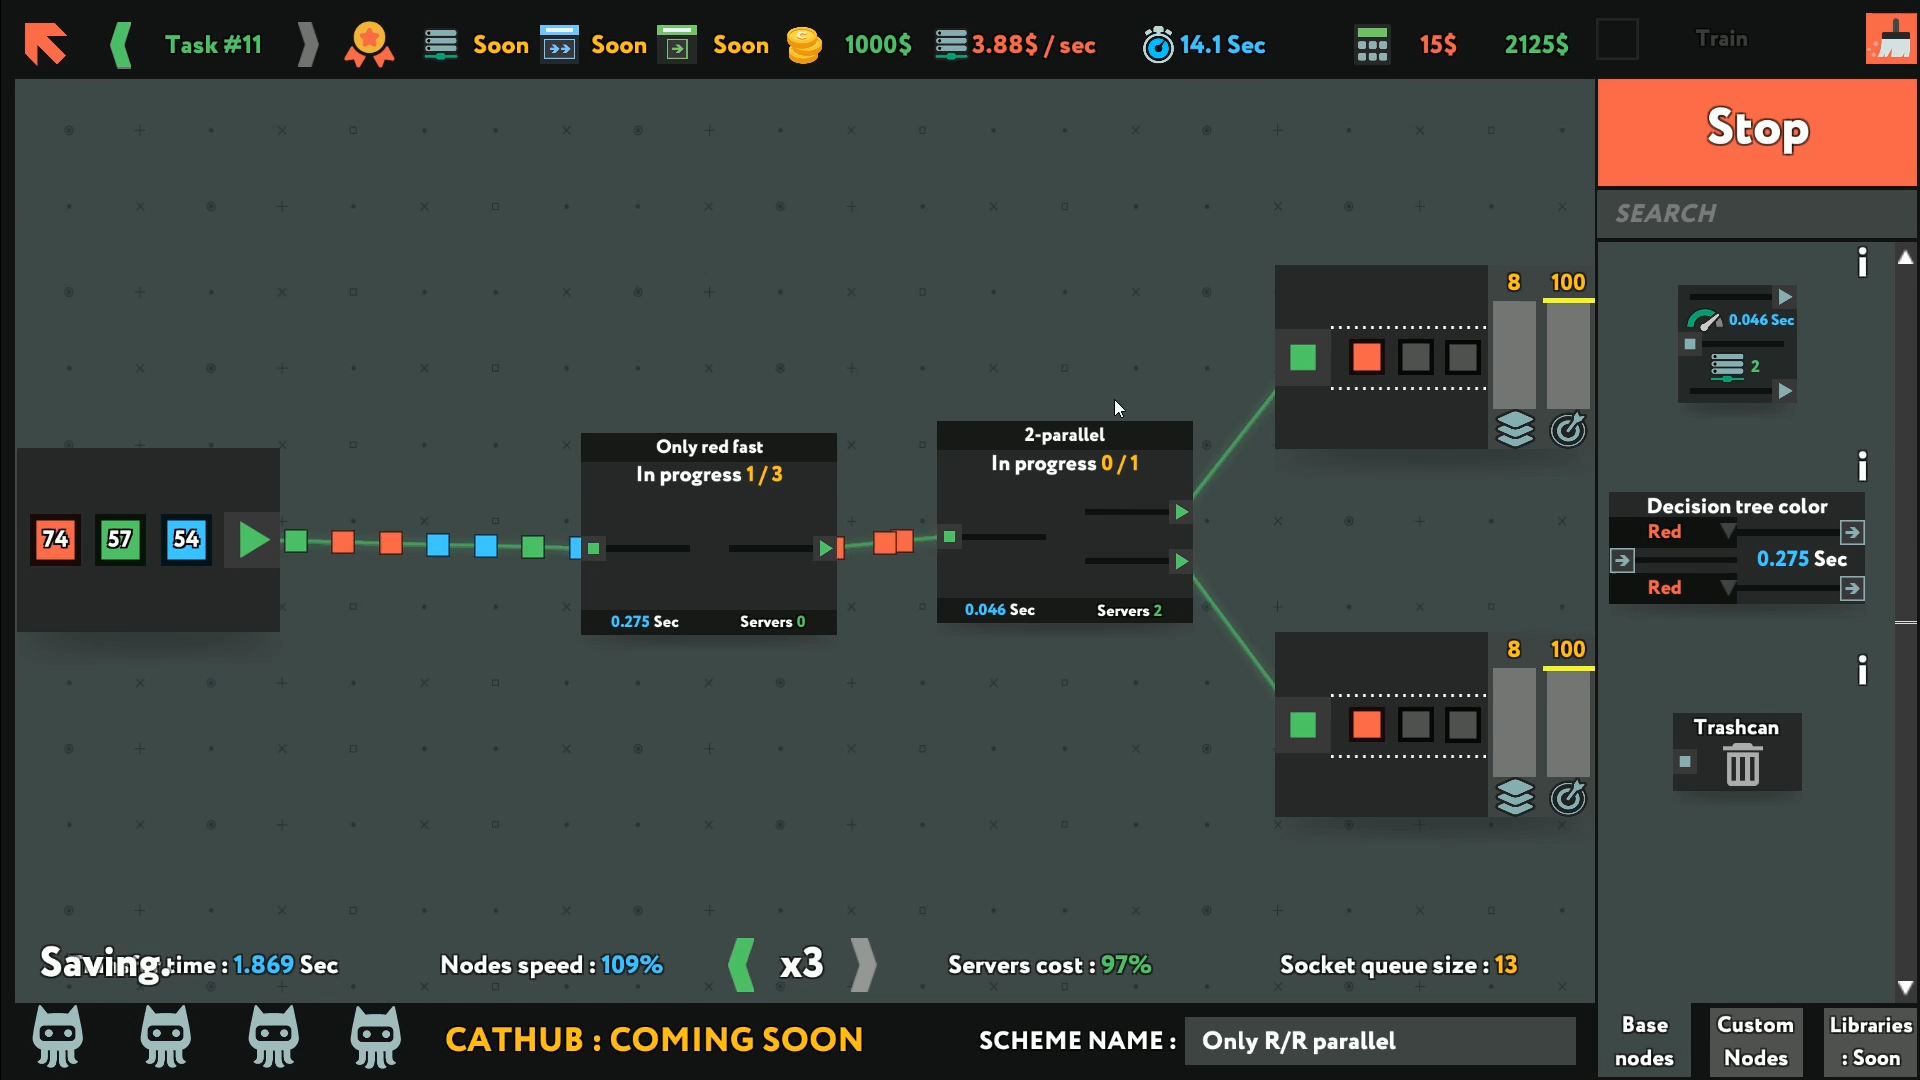 Task #11
Soon
Soon
Soon
1000$
3.88$ / sec
14.1 Sec
15$
2125$
Train
Stop
SEARCH
0.046 Sec
2
Decision tree color
Red
0.275 Sec
Red
Trashcan
8
100
Only red fast
In progress 1 / 3
2-parallel
In progress 0 / 1
74
57
54
0.275 Sec
Servers 0
0.046 Sec
Servers 2
8
100
Saving.
time : 1.869 Sec
Nodes speed : 109%
x3
Servers cost : 97%
Socket queue size : 13
CATHUB : COMING SOON
SCHEME NAME :
Only R/R parallel
Base nodes
Custom Nodes
Libraries : Soon